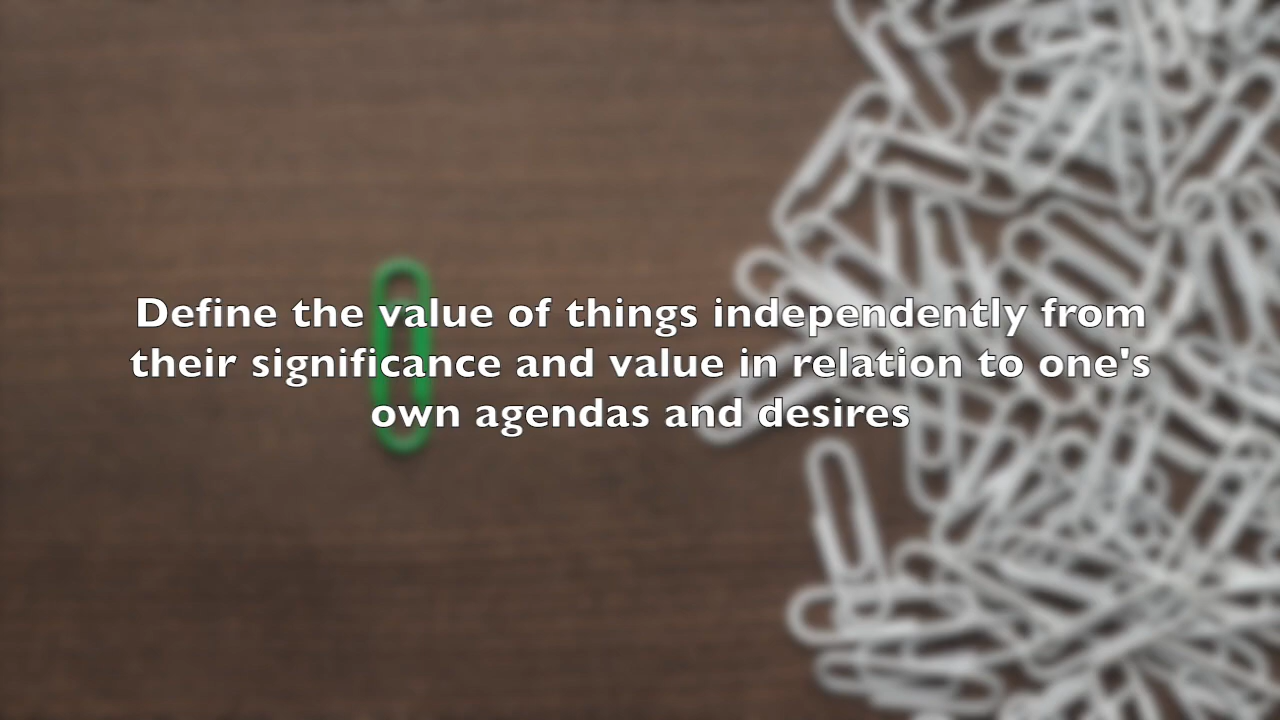 Define the value of things independently from
their significance and value in relation to one's
own agendas and desires